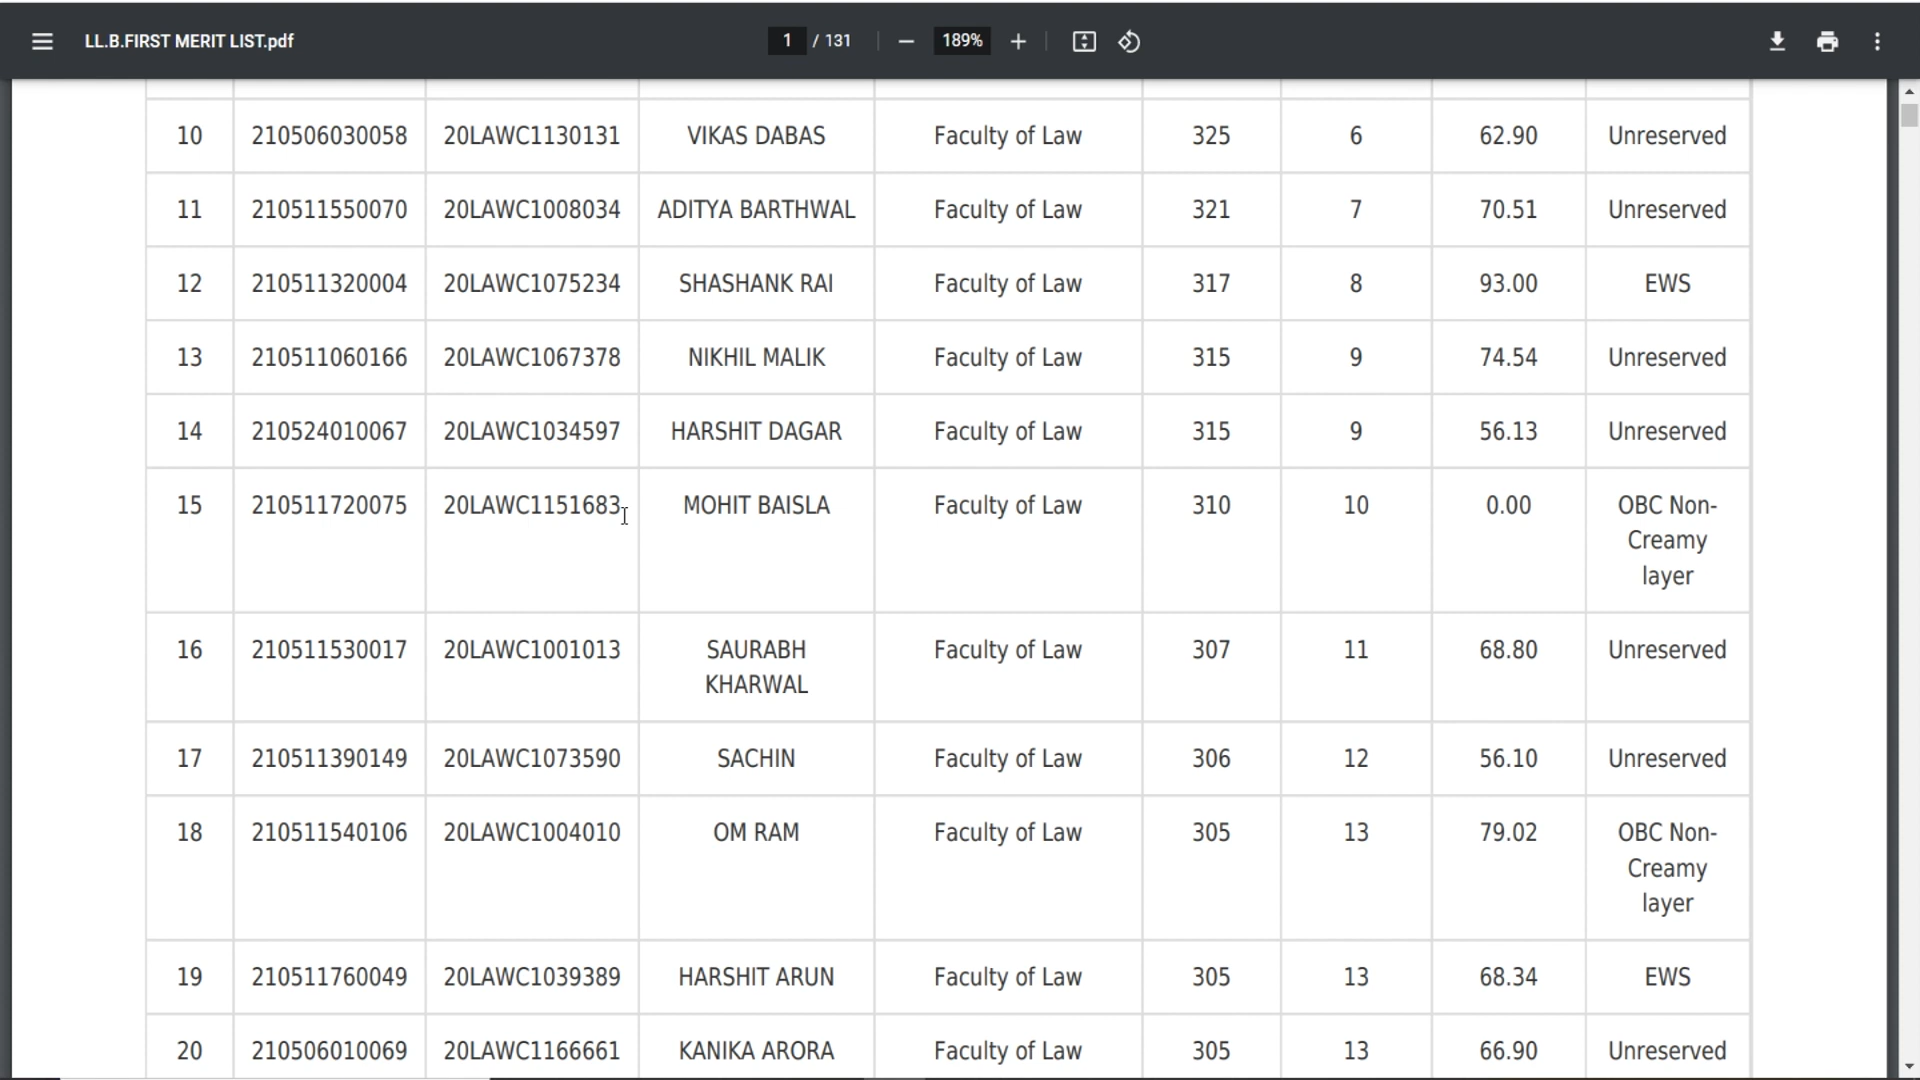 LL.B.FIRST MERIT LIST.pdf 1 / 131 189%
10 210506030058 20LAWC1130131 VIKAS DABAS Faculty of Law 325 6 62.90 Unreserved
11 210511550070 20LAWC1008034 ADITYA BARTHWAL Faculty of Law 321 7 70.51 Unreserved
12 210511320004 20LAWC1075234 SHASHANK RAI Faculty of Law 317 8 93.00 EWS
13 210511060166 20LAWC1067378 NIKHIL MALIK Faculty of Law 315 9 74.54 Unreserved
14 210524010067 20LAWC1034597 HARSHIT DAGAR Faculty of Law 315 9 56.13 Unreserved
15 210511720075 20LAWC1151683 MOHIT BAISLA Faculty of Law 310 10 0.00 OBC Non-
Creamy
layer
16 210511530017 20LAWC1001013 SAURABH Faculty of Law 307 11 68.80 Unreserved
KHARWAL
17 210511390149 20LAWC1073590 SACHIN Faculty of Law 306 12 56.10 Unreserved
18 210511540106 20LAWC1004010 OM RAM Faculty of Law 305 13 79.02 OBC Non-
Creamy
layer
19 210511760049 20LAWC1039389 HARSHIT ARUN Faculty of Law 305 13 68.34 EWS
20 210506010069 20LAWC1166661 KANIKA ARORA Faculty of Law 305 13 66.90 Unreserved